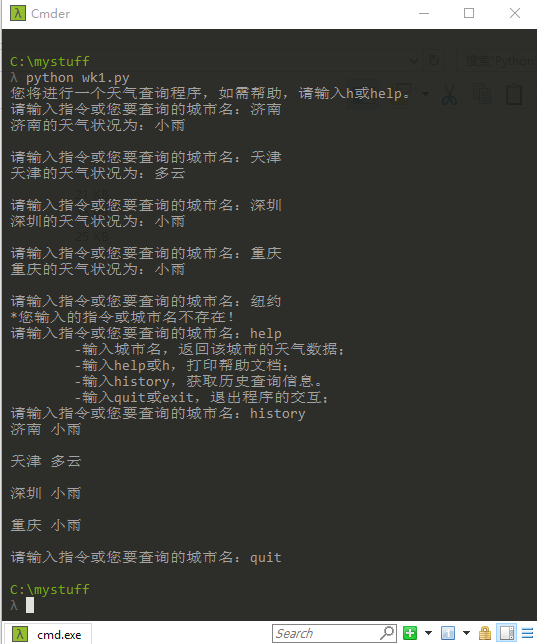 Cmder
C:\mystuff
λ python wk1.py
您将进行一个天气查询程序，如需帮助，请输入h或help。
请输入指令或您要查询的城市名：济南
济南的天气状况为：小雨
请输入指令或您要查询的城市名：天津
天津的天气状况为：多云
请输入指令或您要查询的城市名：深圳
深圳的天气状况为：小雨
请输入指令或您要查询的城市名：重庆
重庆的天气状况为：小雨
请输入指令或您要查询的城市名：纽约
*您输入的指令或城市名不存在！
请输入指令或您要查询的城市名：help
-输入城市名，返回该城市的天气数据；
-输入help或h，打印帮助文档；
-输入history，获取历史查询信息。
-输入quit或exit，退出程序的交互；
请输入指令或您要查询的城市名：history
济南 小雨
天津 多云
深圳 小雨
重庆 小雨
请输入指令或您要查询的城市名：quit
C:\mystuff
λ
cmd.exe
Search